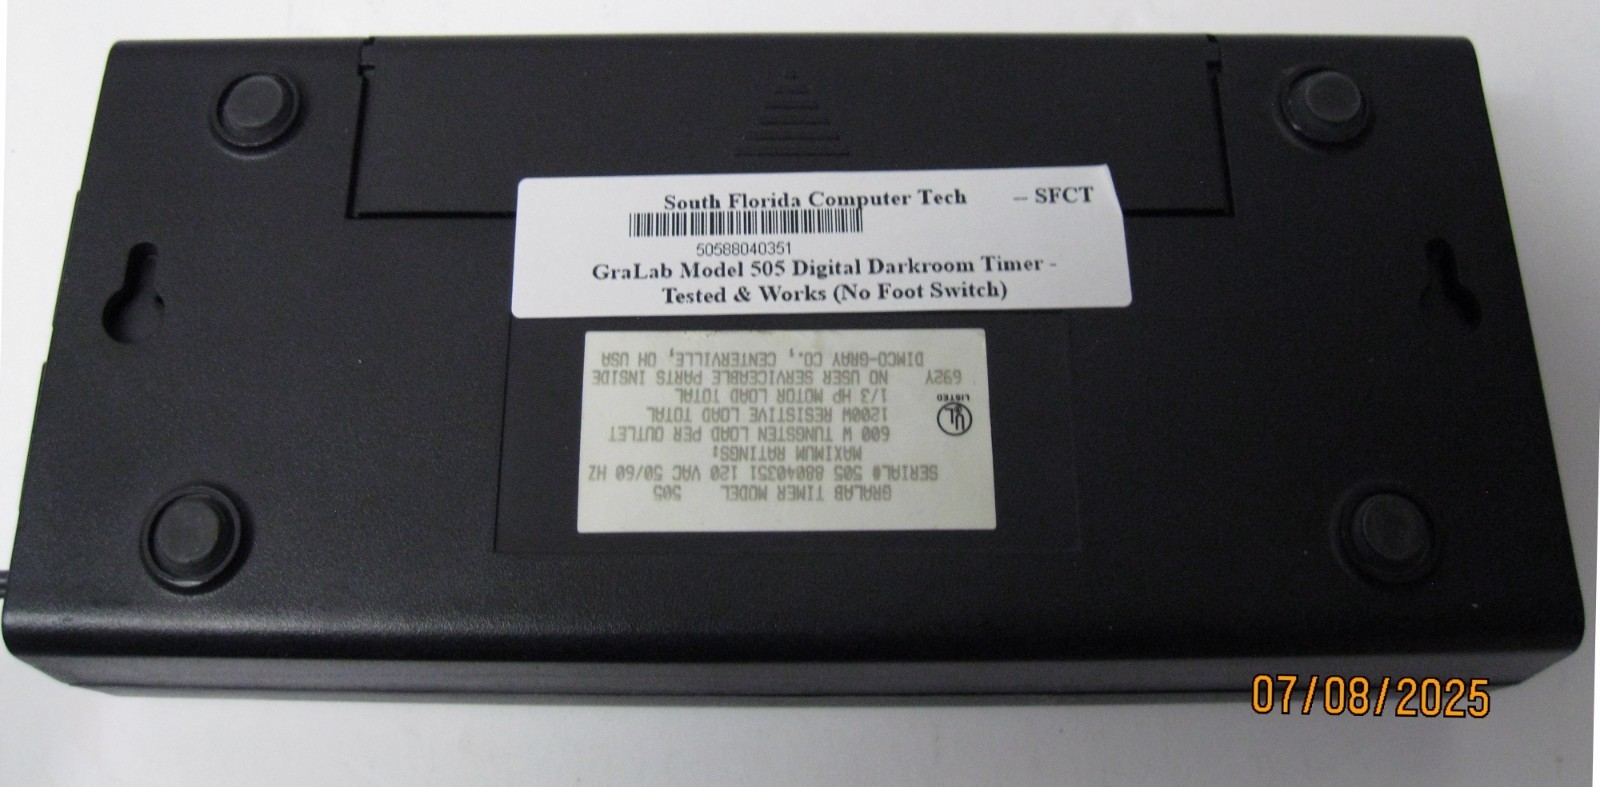 South Florida Computer Tech -- SFCT
50588040351
GraLab Model 505 Digital Darkroom Timer -
Tested & Works (No Foot Switch)
GRALAB TIMER MODEL 505
SERIAL# 505 88040351 120 VAC 50/60 HZ
MAXIMUM RATINGS:
600 W TUNGSTEN LOAD PER OUTLET
1200W RESISTIVE LOAD TOTAL
1/3 HP MOTOR LOAD TOTAL
UL
LISTED
692Y NO USER SERVICEABLE PARTS INSIDE
DIMCO-GRAY CO., CENTERVILLE, OH USA
07/08/2025